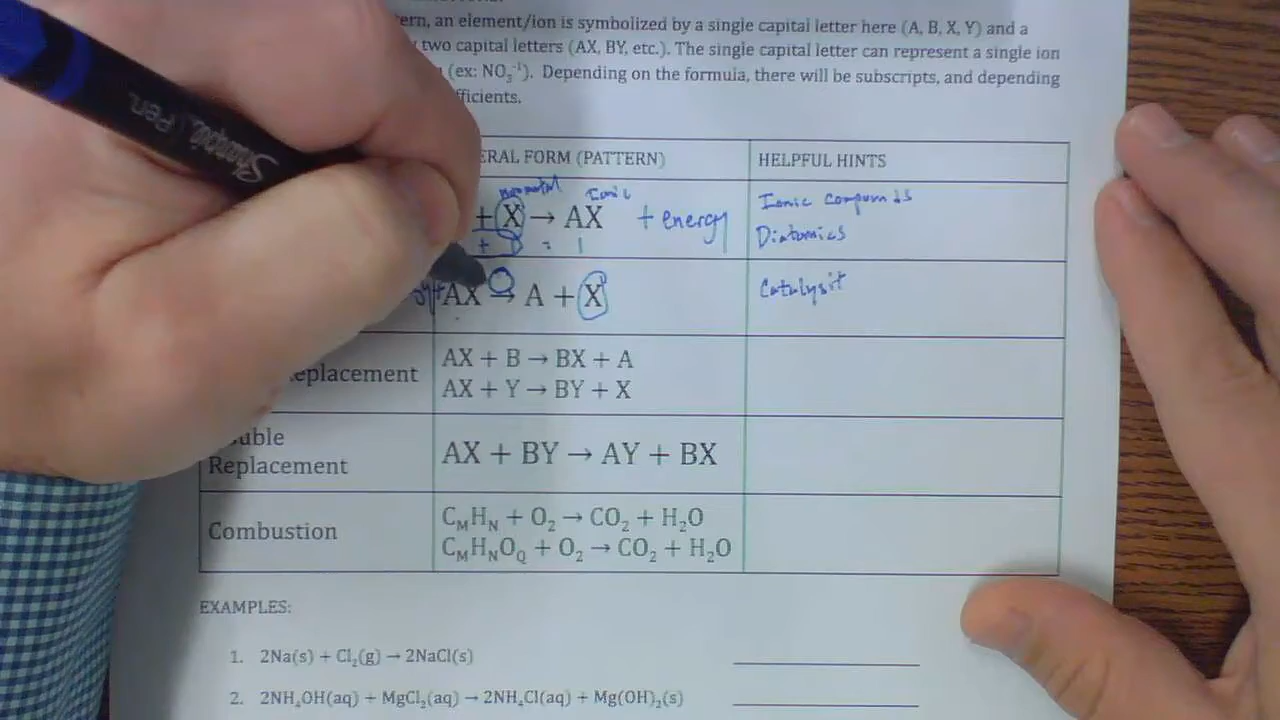 ern, an element/ion is symbolized by a single capital letter here (A, B, X, Y) and a
two capital letters (AX, BY, etc.). The single capital letter can represent a single ion
(ex: NO₃⁻¹). Depending on the formula, there will be subscripts, and depending
fficients.
Sharpie Pen
ERAL FORM (PATTERN) HELPFUL HINTS
nonmetal Ionic
+ X → AX + energy
Ionic compounds
Diatomics
AX → A + X
Catalysit
eplacement
AX + B → BX + A
AX + Y → BY + X
uble
Replacement
AX + BY → AY + BX
Combustion
CMHN + O₂ → CO₂ + H₂O
CMHNOQ + O₂ → CO₂ + H₂O
EXAMPLES:
1. 2Na(s) + Cl₂(g) → 2NaCl(s)
2. 2NH₄OH(aq) + MgCl₂(aq) → 2NH₄Cl(aq) + Mg(OH)₂(s)